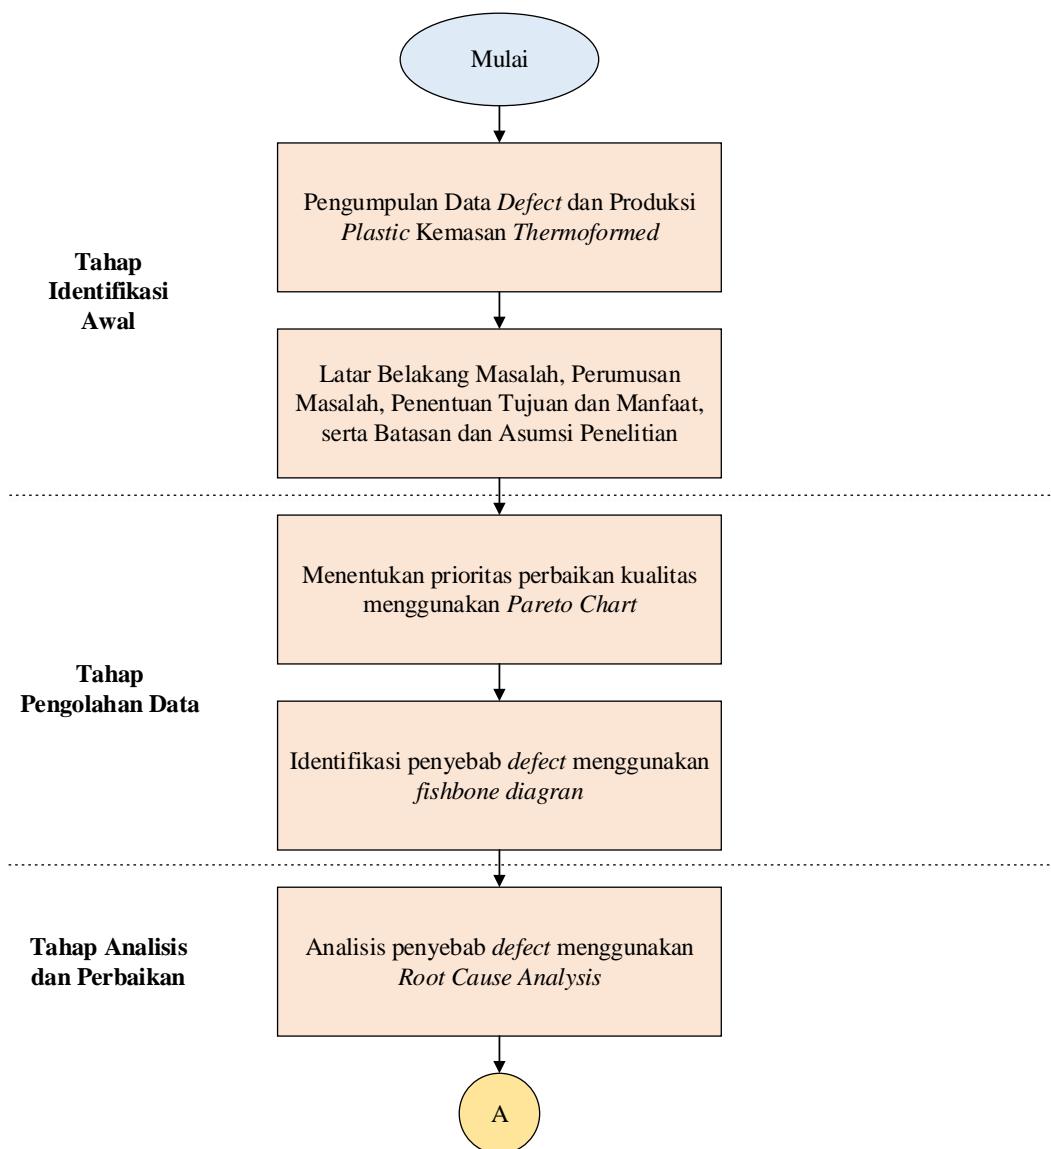 Mulai
Pengumpulan Data Defect dan Produksi
Plastic Kemasan Thermoformed
Tahap
Identifikasi
Awal
Latar Belakang Masalah, Perumusan
Masalah, Penentuan Tujuan dan Manfaat,
serta Batasan dan Asumsi Penelitian
Menentukan prioritas perbaikan kualitas
menggunakan Pareto Chart
Tahap
Pengolahan Data
Identifikasi penyebab defect menggunakan
fishbone diagran
Tahap Analisis
dan Perbaikan
Analisis penyebab defect menggunakan
Root Cause Analysis
A